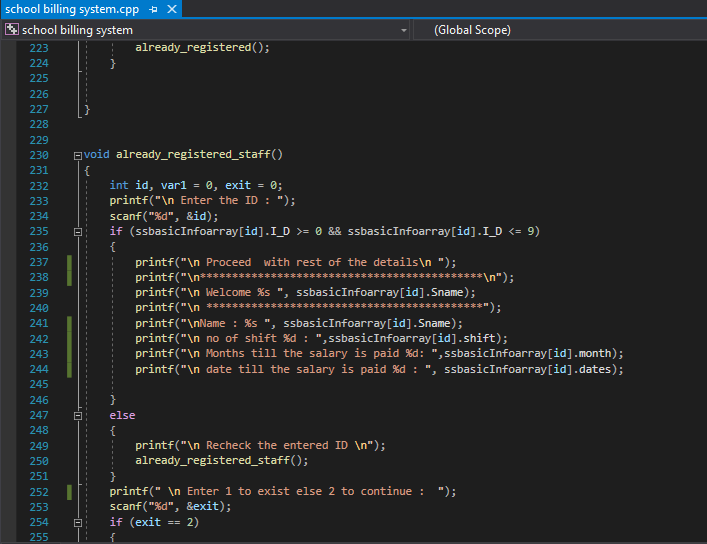 school billing system.cpp
school billing system (Global Scope)
223 already_registered();
224 }
225
226
227 }
228
229
230 void already_registered_staff()
231 {
232 int id, var1 = 0, exit = 0;
233 printf("\n Enter the ID : ");
234 scanf("%d", &id);
235 if (ssbasicInfoarray[id].I_D >= 0 && ssbasicInfoarray[id].I_D <= 9)
236 {
237 printf("\n Proceed  with rest of the details\n ");
238 printf("\n********************************************\n");
239 printf("\n Welcome %s ", ssbasicInfoarray[id].Sname);
240 printf("\n *******************************************");
241 printf("\nName : %s ", ssbasicInfoarray[id].Sname);
242 printf("\n no of shift %d : ",ssbasicInfoarray[id].shift);
243 printf("\n Months till the salary is paid %d: ",ssbasicInfoarray[id].month);
244 printf("\n date till the salary is paid %d : ", ssbasicInfoarray[id].dates);
245
246 }
247 else
248 {
249 printf("\n Recheck the entered ID \n");
250 already_registered_staff();
251 }
252 printf(" \n Enter 1 to exist else 2 to continue :  ");
253 scanf("%d", &exit);
254 if (exit == 2)
255 {